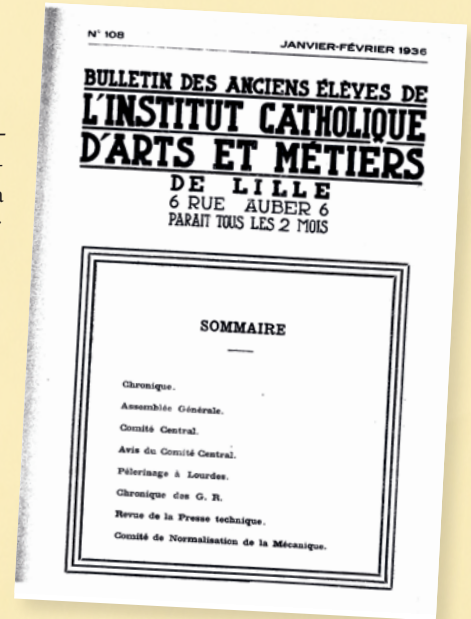 N° 108
JANVIER-FÉVRIER 1936
BULLETIN DES ANCIENS ÉLÈVES DE
L'INSTITUT CATHOLIQUE
D'ARTS ET MÉTIERS
DE LILLE
6 RUE AUBER 6
PARAIT TOUS LES 2 MOIS
SOMMAIRE
Chronique.
Assemblée Générale.
Comité Central.
Avis du Comité Central.
Pèlerinage à Lourdes.
Chronique des G. R.
Revue de la Presse technique.
Comité de Normalisation de la Mécanique.